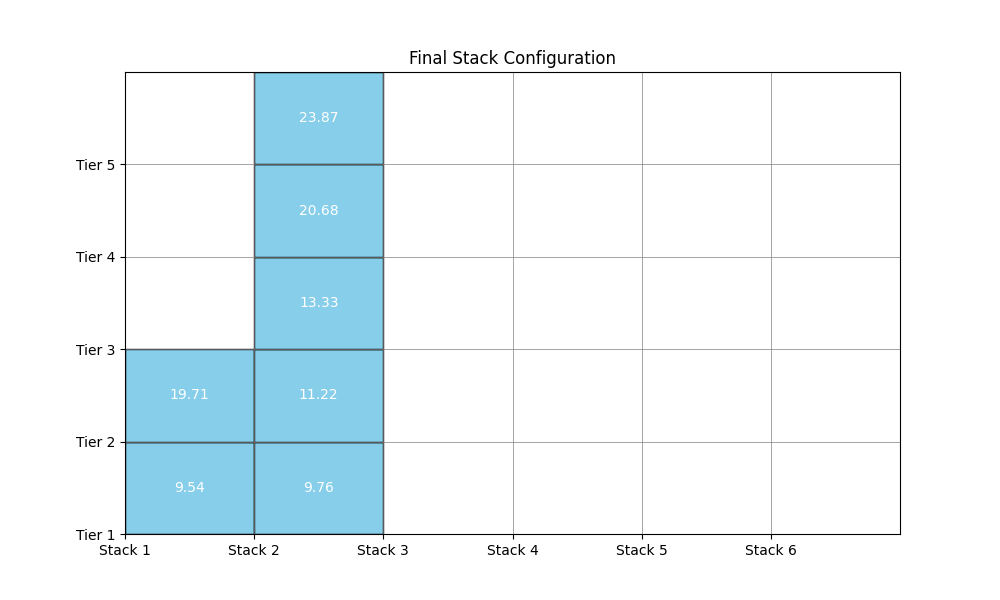 Final Stack Configuration
23.87
Tier 5
20.68
Tier 4
13.33
Tier 3
19.71 11.22
Tier 2
9.54 9.76
Tier 1
Stack 1 Stack 2 Stack 3 Stack 4 Stack 5 Stack 6